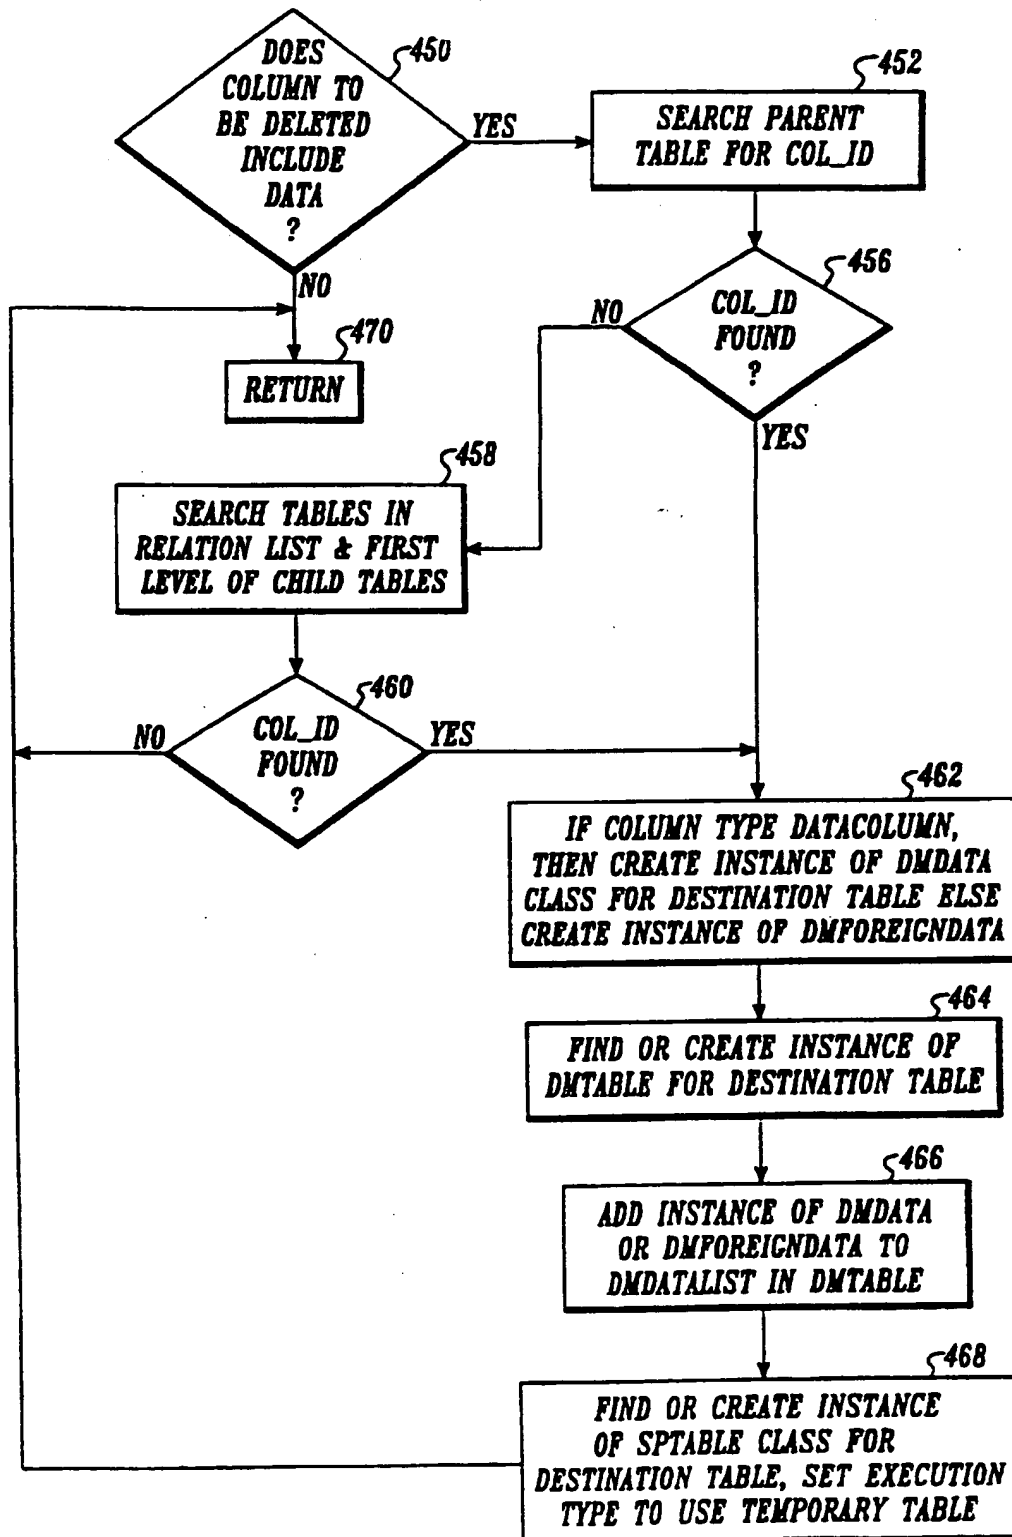 DOES
COLUMN TO
BE DELETED
INCLUDE
DATA
?
450
YES
NO
452
SEARCH PARENT
TABLE FOR COL_ID
456
COL_ID
FOUND
?
NO
YES
470
RETURN
458
SEARCH TABLES IN
RELATION LIST & FIRST
LEVEL OF CHILD TABLES
460
COL_ID
FOUND
?
NO
YES
462
IF COLUMN TYPE DATACOLUMN,
THEN CREATE INSTANCE OF DMDATA
CLASS FOR DESTINATION TABLE ELSE
CREATE INSTANCE OF DMFOREIGNDATA
464
FIND OR CREATE INSTANCE OF
DMTABLE FOR DESTINATION TABLE
466
ADD INSTANCE OF DMDATA
OR DMFOREIGNDATA TO
DMDATALIST IN DMTABLE
468
FIND OR CREATE INSTANCE
OF SPTABLE CLASS FOR
DESTINATION TABLE, SET EXECUTION
TYPE TO USE TEMPORARY TABLE